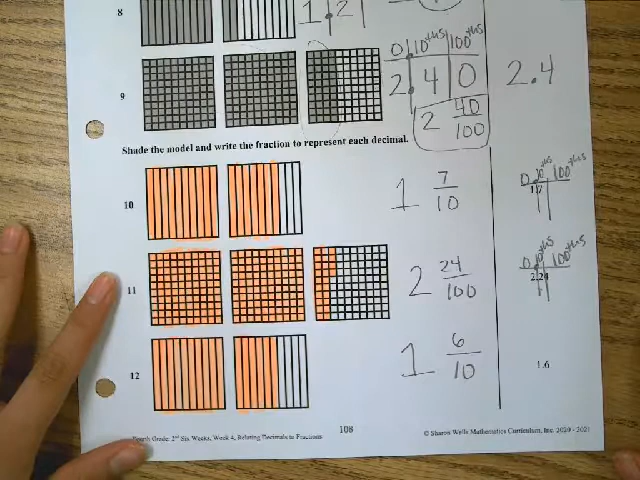 8
1.2
0 10ths 100ths
9
2.40
2.4
2 40/100
Shade the model and write the fraction to represent each decimal.
10
1 7/10
0 10ths 100ths
1.7
11
2 24/100
0 10ths 100ths
2.24
12
1 6/10
1.6
108
Fourth Grade: 2nd Six Weeks, Week 4, Relating Decimals to Fractions
© Sharon Wells Mathematics Curriculum, Inc. 2020 - 2021